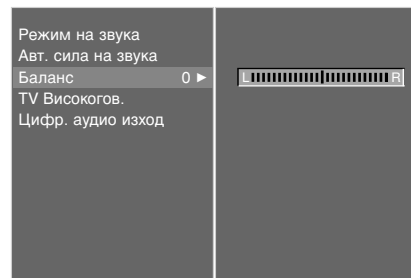 Режим на звука
Авт. сила на звука
Баланс 0 ►
L R
TV Високогов.
Цифр. аудио изход